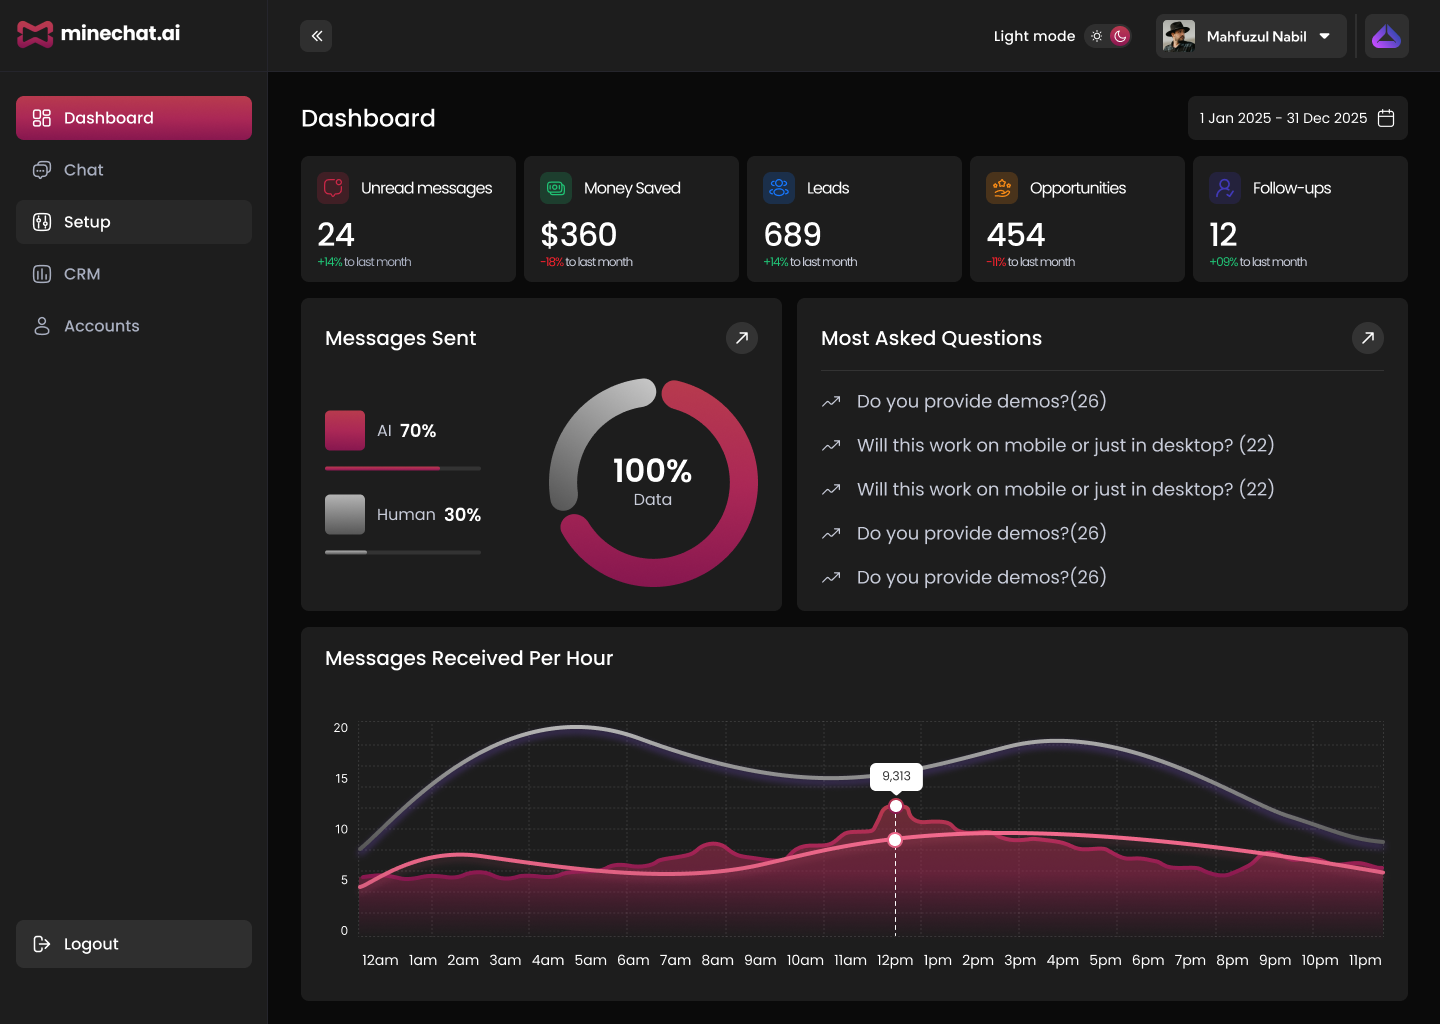 minechat.ai
Light mode
Mahfuzul Nabil
Dashboard
Chat
Setup
CRM
Accounts
Logout
Dashboard
1 Jan 2025 - 31 Dec 2025
Unread messages
24
+14% to last month
Money Saved
$360
-18% to last month
Leads
689
+14% to last month
Opportunities
454
-11% to last month
Follow-ups
12
+09% to last month
Messages Sent
AI 70%
Human 30%
100%
Data
Most Asked Questions
Do you provide demos?(26)
Will this work on mobile or just in desktop? (22)
Will this work on mobile or just in desktop? (22)
Do you provide demos?(26)
Do you provide demos?(26)
Messages Received Per Hour
20
15
10
5
0
9,313
12am 1am 2am 3am 4am 5am 6am 7am 8am 9am 10am 11am 12pm 1pm 2pm 3pm 4pm 5pm 6pm 7pm 8pm 9pm 10pm 11pm